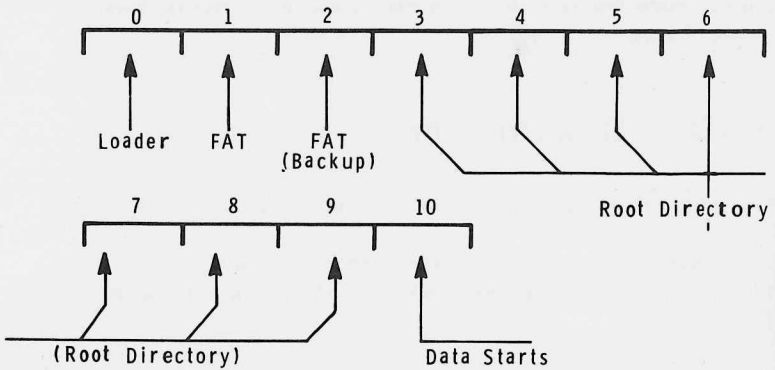 0 1 2 3 4 5 6
Loader FAT FAT
(Backup)
Root Directory
7 8 9 10
(Root Directory) Data Starts